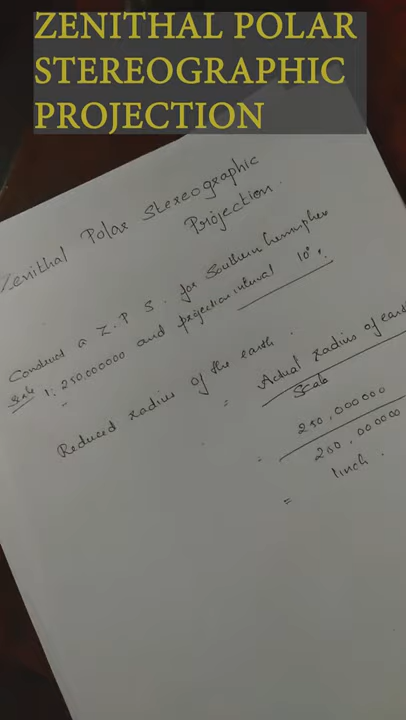 ZENITHAL POLAR
STEREOGRAPHIC
PROJECTION
Zenithal Polar Stereographic
Projection.
Construct a Z. P. S. for Southern hemisphere
Scale 1: 250,000000 and projection interval 10°.
Reduced radius of the earth = Actual radius of earth
Scale
= 250,000000
250,000000
= 1inch.